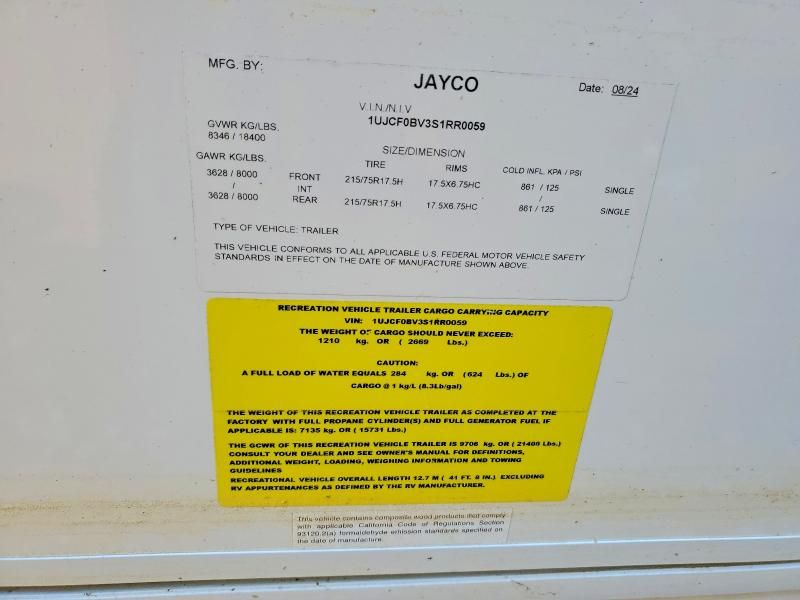 MFG. BY: JAYCO Date: 08/24
V.I.N./N.I.V
1UJCF0BV3S1RR0059
GVWR KG/LBS.
8346 / 18400
SIZE/DIMENSION
GAWR KG/LBS. TIRE RIMS COLD INFL. KPA / PSI
3628 / 8000 FRONT 215/75R17.5H 17.5X6.75HC 861 / 125 SINGLE
/ INT /
3628 / 8000 REAR 215/75R17.5H 17.5X6.75HC 861 / 125 SINGLE
TYPE OF VEHICLE: TRAILER
THIS VEHICLE CONFORMS TO ALL APPLICABLE U.S. FEDERAL MOTOR VEHICLE SAFETY
STANDARDS IN EFFECT ON THE DATE OF MANUFACTURE SHOWN ABOVE.
RECREATION VEHICLE TRAILER CARGO CARRYING CAPACITY
VIN: 1UJCF0BV3S1RR0059
THE WEIGHT OF CARGO SHOULD NEVER EXCEED:
1210 kg. OR ( 2669 Lbs.)
CAUTION:
A FULL LOAD OF WATER EQUALS 284 kg. OR (624 Lbs.) OF
CARGO @ 1 kg/L (8.3Lb/gal)
THE WEIGHT OF THIS RECREATION VEHICLE TRAILER AS COMPLETED AT THE
FACTORY WITH FULL PROPANE CYLINDER(S) AND FULL GENERATOR FUEL IF
APPLICABLE IS: 7135 kg. OR ( 15731 Lbs.)
THE GCWR OF THIS RECREATION VEHICLE TRAILER IS 9706 kg. OR ( 21400 Lbs.)
CONSULT YOUR DEALER AND SEE OWNER'S MANUAL FOR DEFINITIONS,
ADDITIONAL WEIGHT, LOADING, WEIGHING INFORMATION AND TOWING
GUIDELINES
RECREATIONAL VEHICLE OVERALL LENGTH 12.7 M ( 41 FT. 8 IN.) EXCLUDING
RV APPURTENANCES AS DEFINED BY THE RV MANUFACTURER.
This vehicle contains composite wood products that comply
with applicable California Code of Regulations Section
93120.2(a) formaldehyde emission standards specified on
the date of manufacture.